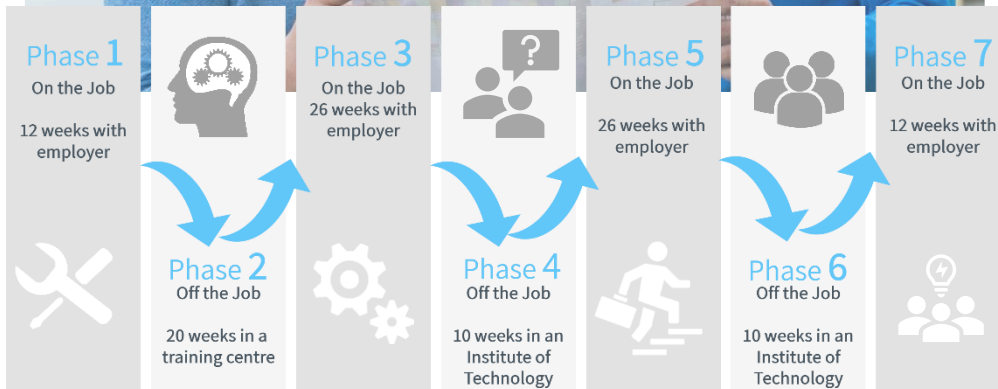 Phase 1
On the Job
12 weeks with
employer
Phase 2
Off the Job
20 weeks in a
training centre
Phase 3
On the Job
26 weeks with
employer
?
Phase 4
Off the Job
10 weeks in an
Institute of
Technology
Phase 5
On the Job
26 weeks with
employer
Phase 6
Off the Job
10 weeks in an
Institute of
Technology
Phase 7
On the Job
12 weeks with
employer